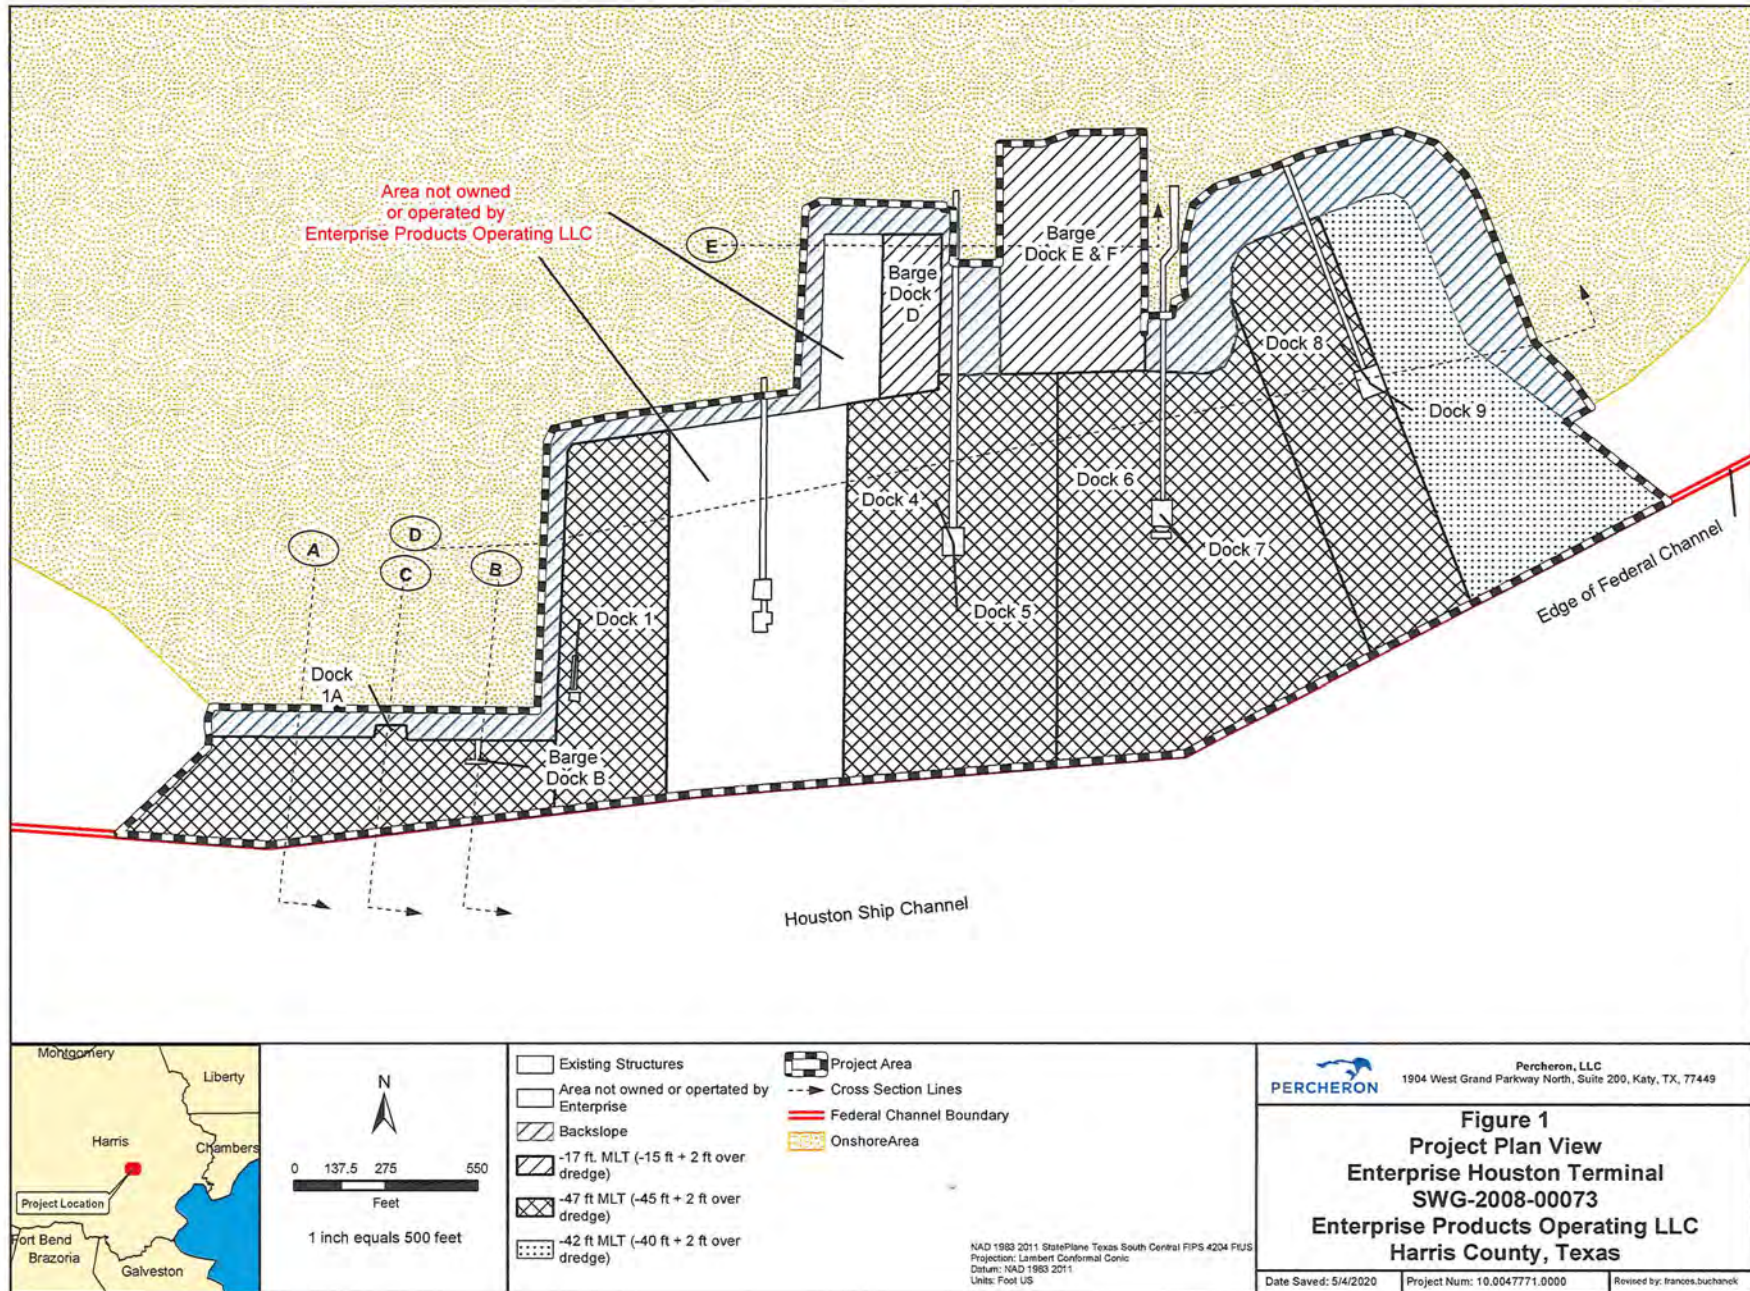 Area not owned
or operated by
Enterprise Products Operating LLC
E
Barge
Dock
D
Barge
Dock E & F
Dock 8
Dock 9
Dock 6
Dock 4
Dock 7
Dock 5
A
D
C
B
Dock 1
Dock
1A
Barge
Dock B
Edge of Federal Channel
Houston Ship Channel
Montgomery
Liberty
Harris
Chambers
Project Location
Fort Bend
Brazoria
Galveston
N
0 137.5 275 550
Feet
1 inch equals 500 feet
Existing Structures
Area not owned or opertated by
Enterprise
Backslope
-17 ft. MLT (-15 ft + 2 ft over
dredge)
-47 ft MLT (-45 ft + 2 ft over
dredge)
-42 ft MLT (-40 ft + 2 ft over
dredge)
Project Area
Cross Section Lines
Federal Channel Boundary
OnshoreArea
NAD 1983 2011 StatePlane Texas South Central FIPS 4204 FtUS
Projection: Lambert Conformal Conic
Datum: NAD 1983 2011
Units: Foot US
PERCHERON
Percheron, LLC
1904 West Grand Parkway North, Suite 200, Katy, TX, 77449
Figure 1
Project Plan View
Enterprise Houston Terminal
SWG-2008-00073
Enterprise Products Operating LLC
Harris County, Texas
Date Saved: 5/4/2020
Project Num: 10.0047771.0000
Revised by: frances.buchanek